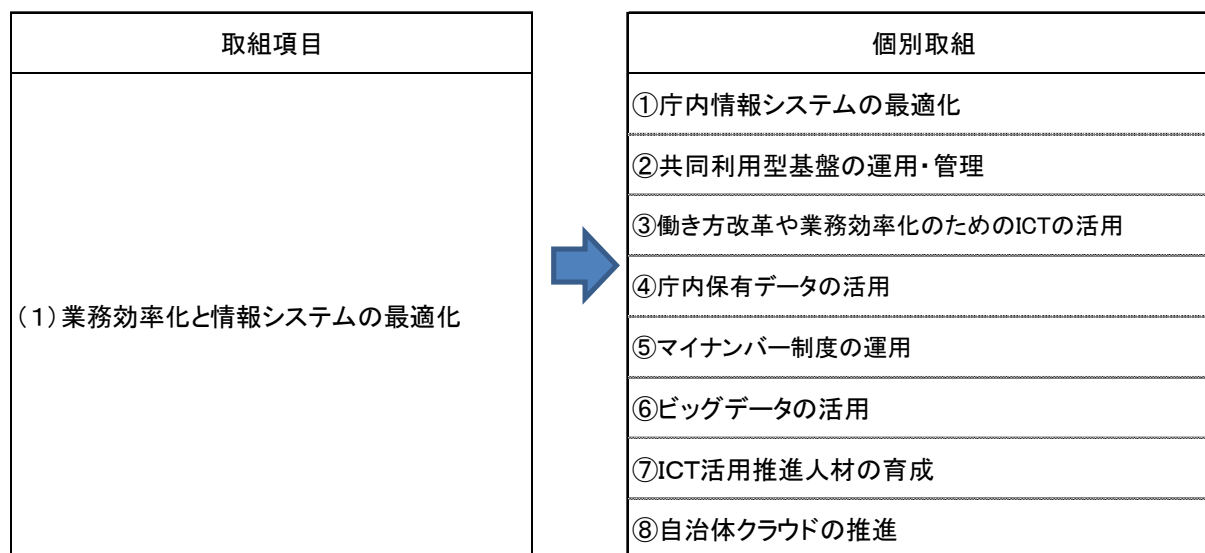 取組項目
(1)業務効率化と情報システムの最適化
個別取組
①庁内情報システムの最適化
②共同利用型基盤の運用・管理
③働き方改革や業務効率化のためのICTの活用
④庁内保有データの活用
⑤マイナンバー制度の運用
⑥ビッグデータの活用
⑦ICT活用推進人材の育成
⑧自治体クラウドの推進